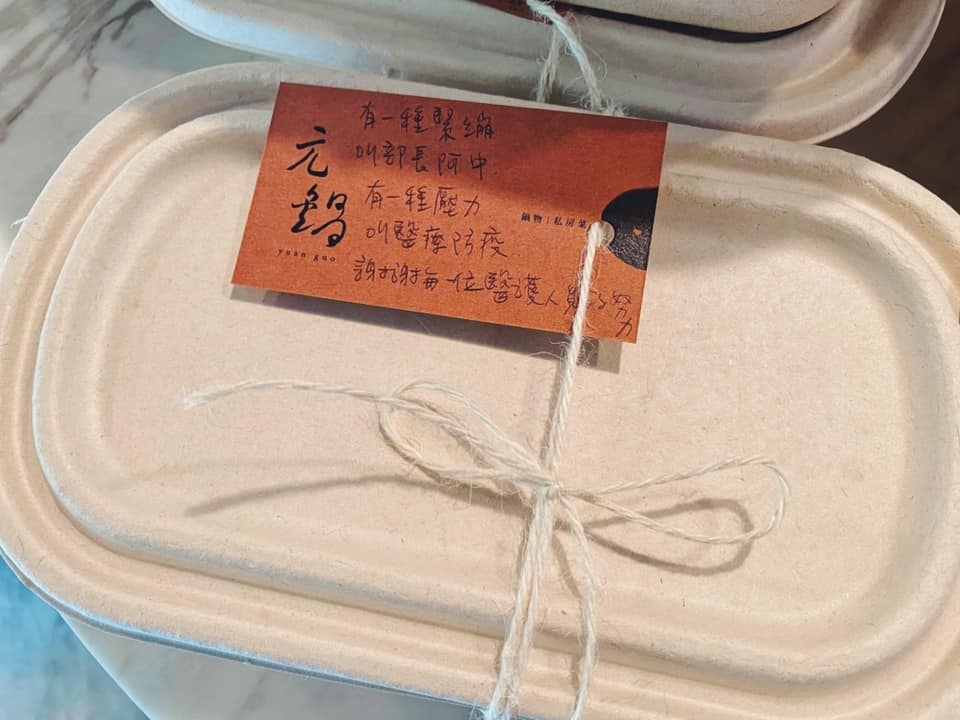 元鍋
yuan guo
有一種緊繃
叫部長阿中
有一種壓力
叫醫療防疫
謝謝每一位醫護人員的努力
鍋物｜私房菜